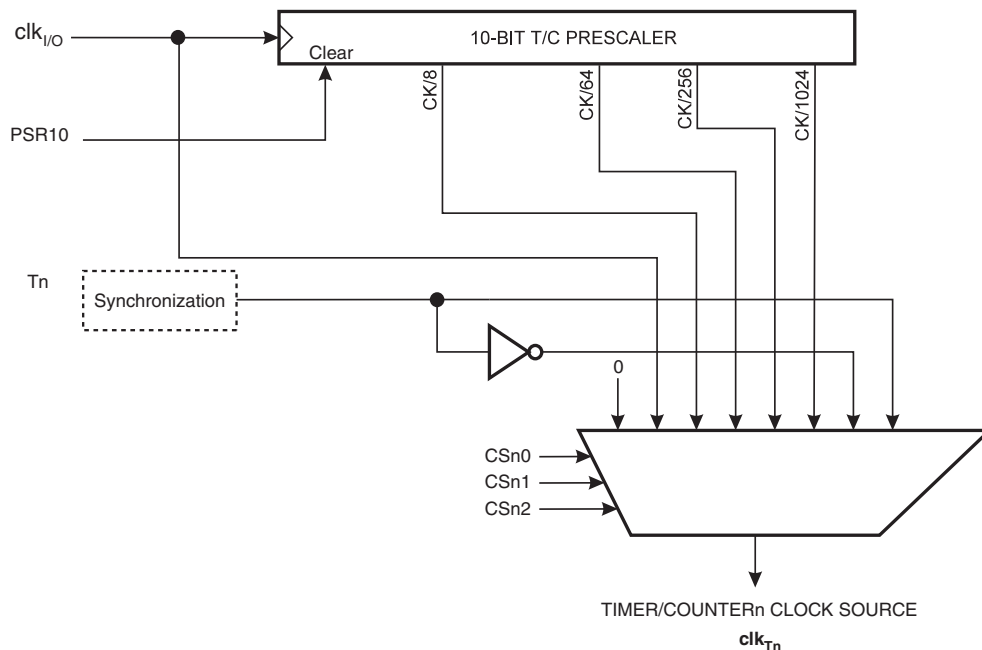 clkI/O
10-BIT T/C PRESCALER
Clear
CK/8
CK/64
CK/256
CK/1024
PSR10
Tn
Synchronization
0
CSn0
CSn1
CSn2
TIMER/COUNTERn CLOCK SOURCE
clkTn